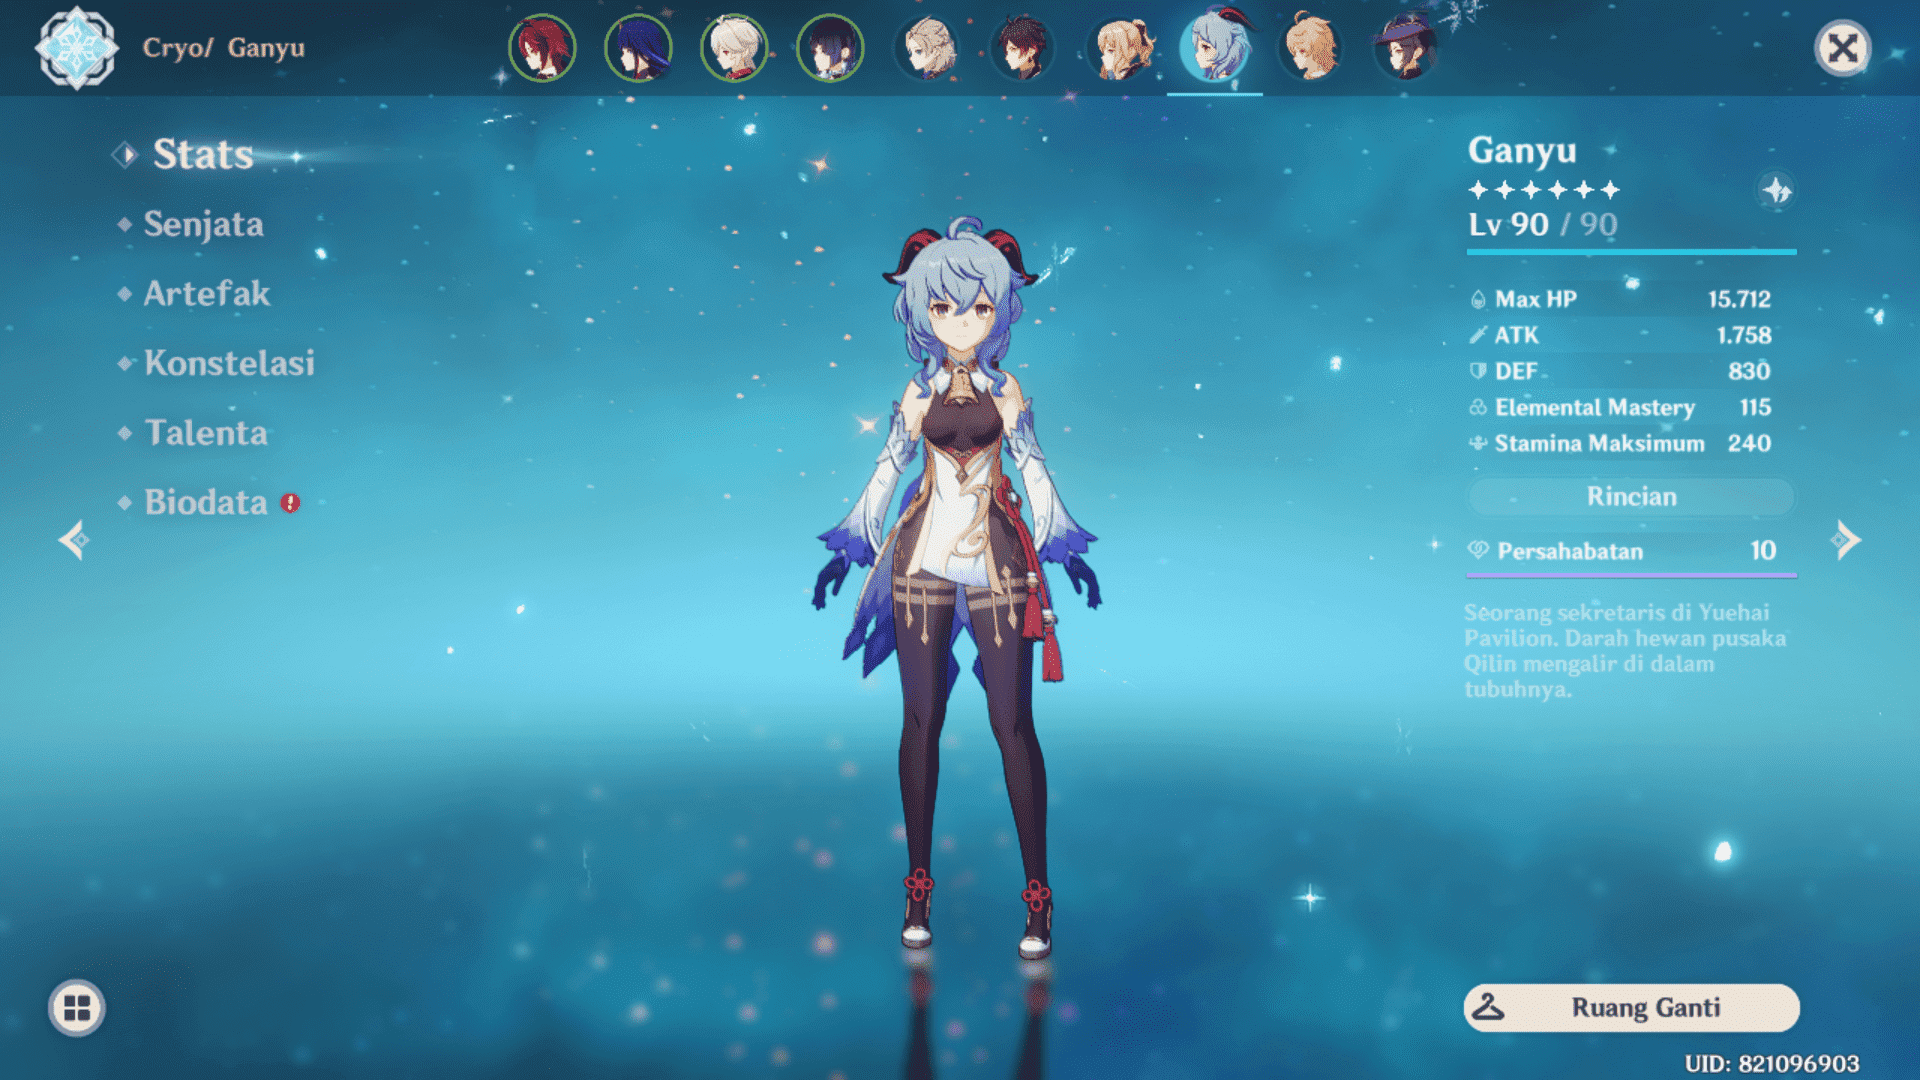 Cryo/ Ganyu
Stats
Senjata
Artefak
Konstelasi
Talenta
Biodata
Ganyu
Lv 90 / 90
Max HP 15.712
ATK 1.758
DEF 830
Elemental Mastery 115
Stamina Maksimum 240
Rincian
Persahabatan 10
Seorang sekretaris di Yuehai
Pavilion. Darah hewan pusaka
Qilin mengalir di dalam
tubuhnya.
Ruang Ganti
UID: 821096903